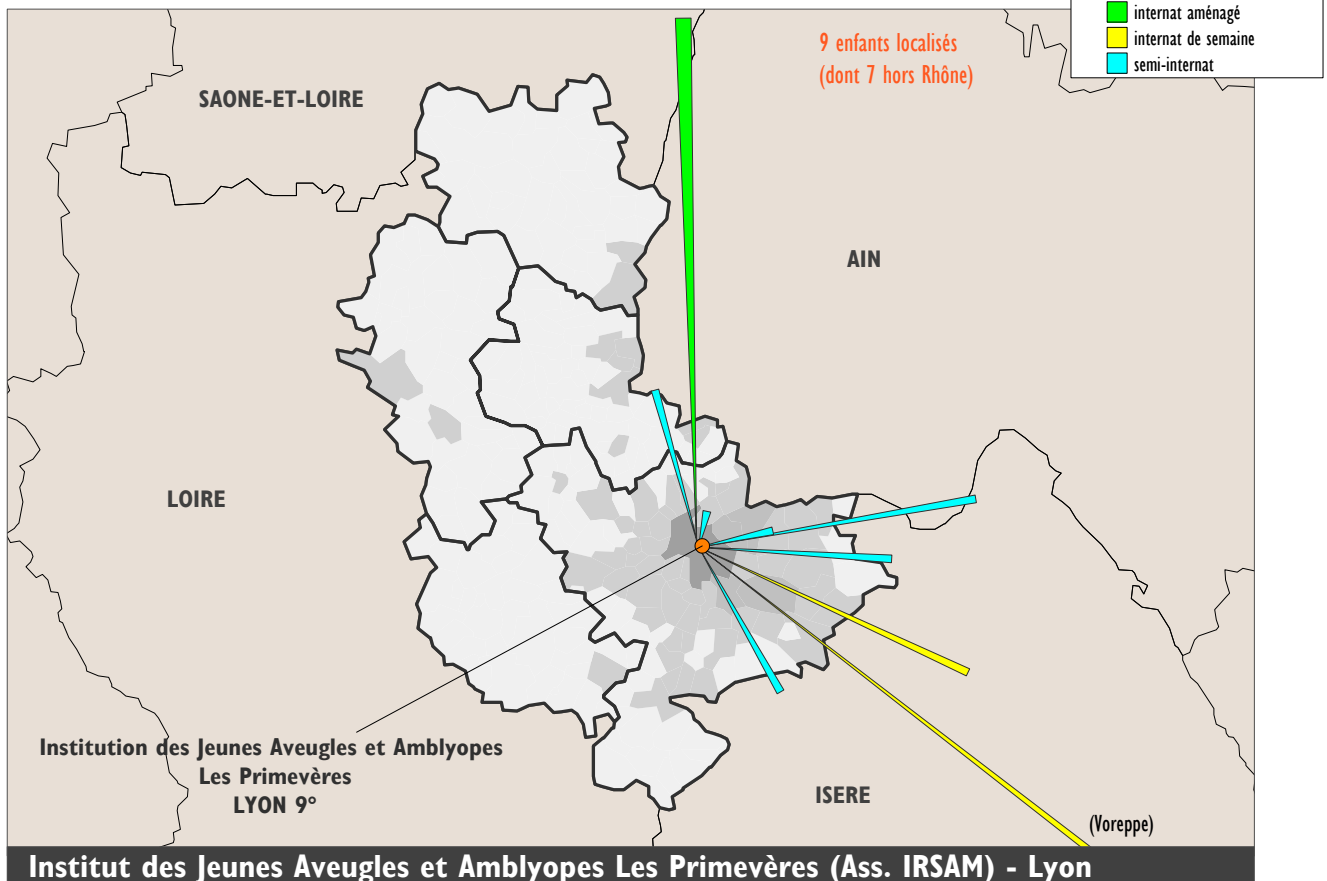 internat aménagé
internat de semaine
semi-internat
9 enfants localisés
(dont 7 hors Rhône)
SAONE-ET-LOIRE
AIN
LOIRE
Institution des Jeunes Aveugles et Amblyopes
Les Primevères
LYON 9°
ISERE
(Voreppe)
Institut des Jeunes Aveugles et Amblyopes Les Primevères (Ass. IRSAM) - Lyon